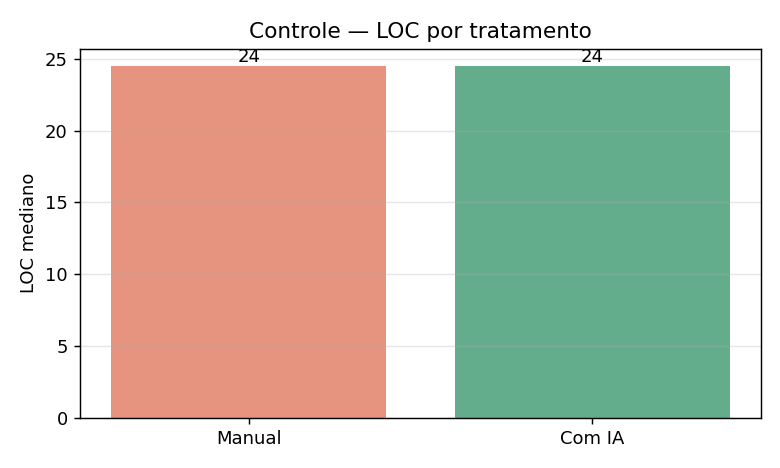 Controle — LOC por tratamento
24
24
25
20
15
10
5
0
LOC mediano
Manual
Com IA